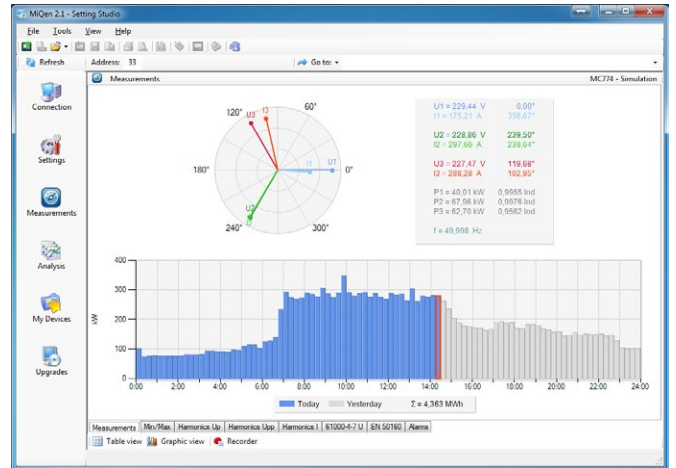 MiQen 2.1 - Setting Studio
File Tools View Help
Refresh Address: 33 Go to:
Measurements MC774 - Simulation
Connection
Settings
Measurements
Analysis
My Devices
Upgrades
120° U3 I3 60°
180° I1 U1 0°
U2
I2
240° 300°
U1 = 229,44 V 0,00°
I1 = 175,21 A 356,67°
U2 = 228,86 V 239,50°
I2 = 297,66 A 238,64°
U3 = 227,47 V 119,68°
I3 = 288,28 A 102,95°
P1 = 40,01 kW 0,9955 Ind
P2 = 67,96 kW 0,9976 Ind
P3 = 62,70 kW 0,9562 Ind
f = 49,998 Hz
400
300
200
100
0
kW
0:00 2:00 4:00 6:00 8:00 10:00 12:00 14:00 16:00 18:00 20:00 22:00 24:00
Today Yesterday Σ = 4,363 MWh
Measurements Min/Max Harmonics Up Harmonics Upp Harmonics I 61000-4-7 U EN 50160 Alarms
Table view Graphic view Recorder